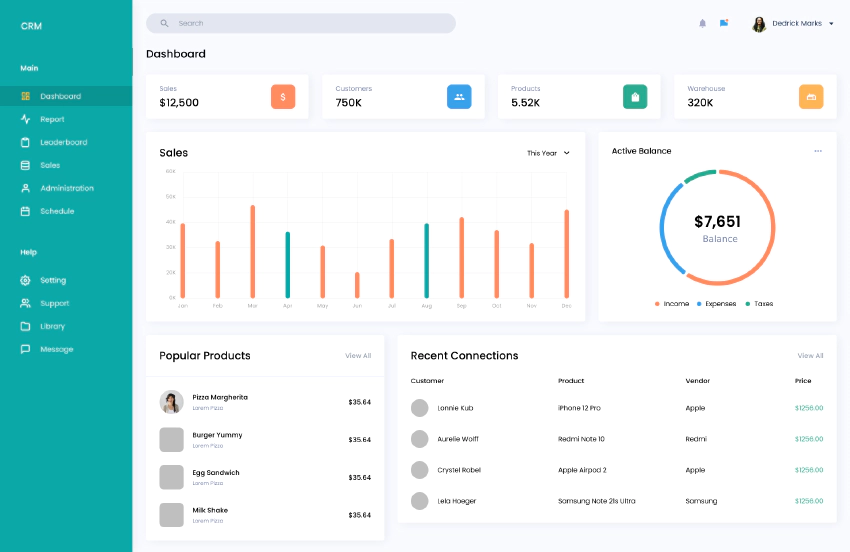 CRM
Search
Dedrick Marks
Main
Dashboard
Report
Leaderboard
Sales
Administration
Schedule
Help
Setting
Support
Library
Message
Dashboard
Sales
$12,500
Customers
750K
Products
5.52K
Warehouse
320K
Sales
This Year
60K
50K
40K
30K
20K
5K
Jan Feb Mar Apr May Jun Jul Aug Sep Oct Nov Dec
Active Balance
$7,651
Balance
Income Expenses Taxes
Popular Products
View All
Pizza Margherita
Lorem Pizza
$35.64
Burger Yummy
Lorem Pizza
$35.64
Egg Sandwich
Lorem Pizza
$35.64
Milk Shake
Lorem Pizza
$35.64
Recent Connections
View All
Customer Product Vendor Price
Lonnie Kub iPhone 12 Pro Apple $1256.00
Aurelie Wolff Redmi Note 10 Redmi $1256.00
Crystel Robel Apple Airpod 2 Apple $1256.00
Lela Hoeger Samsung Note 21s Ultra Samsung $1256.00